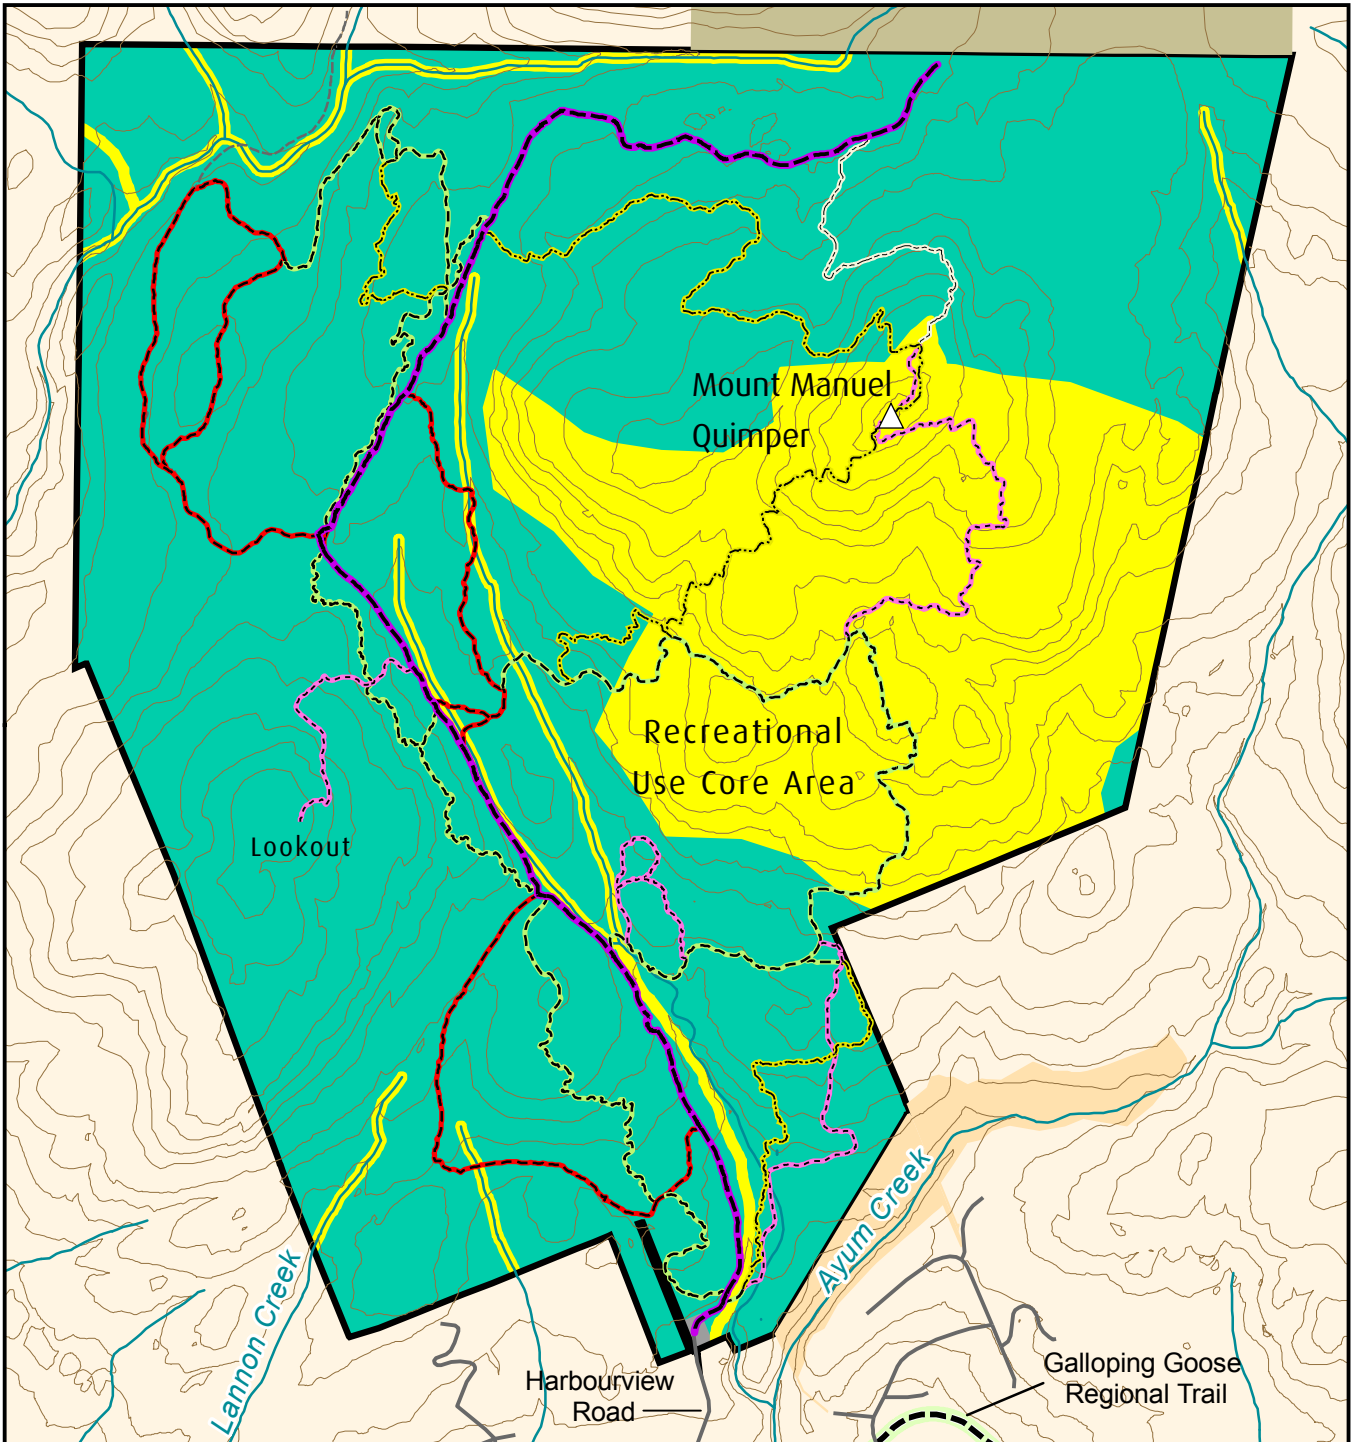 Mount Manuel
Quimper
Recreational
Use Core Area
Lookout
Ayum Creek
Lannon Creek
Harbourview
Road
Galloping Goose
Regional Trail